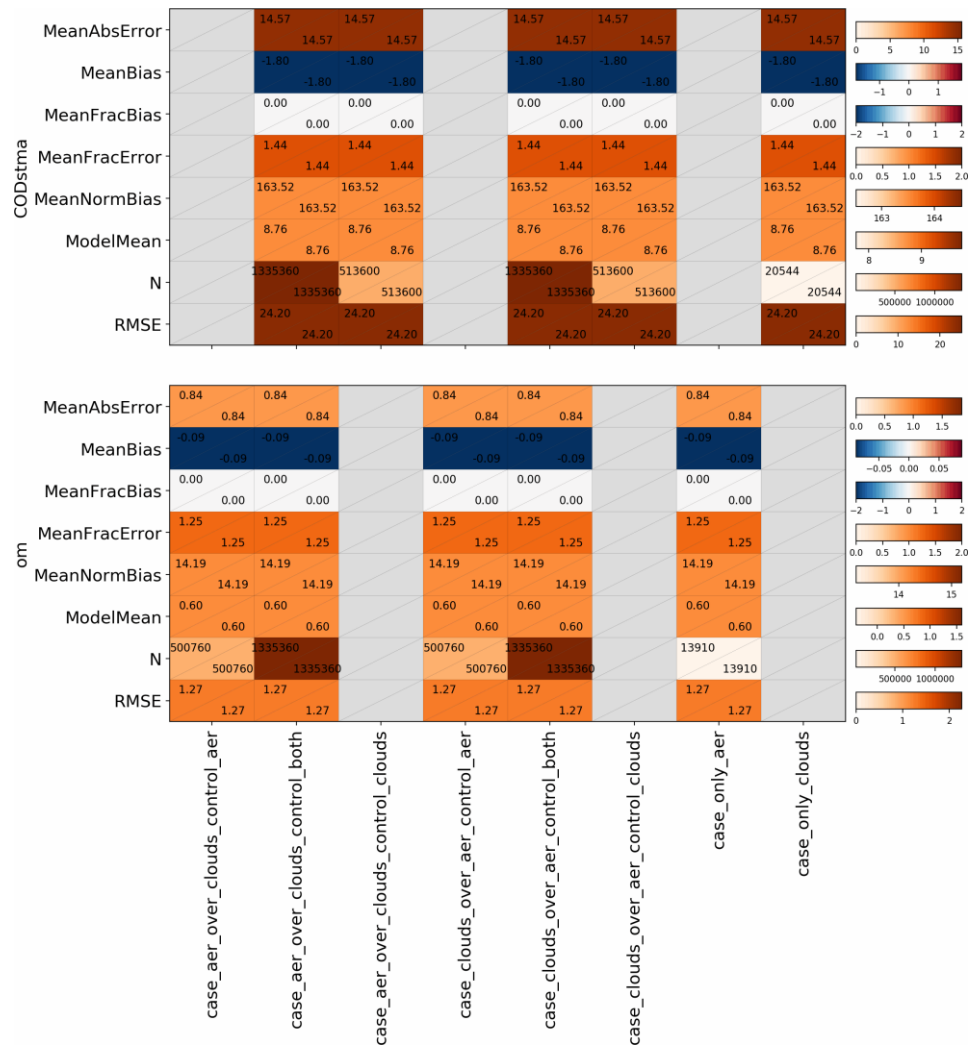 CODstma
MeanAbsError 14.57 14.57 14.57 14.57 14.57
14.57 14.57 14.57 14.57 14.57
0 5 10 15
MeanBias -1.80 -1.80 -1.80 -1.80 -1.80
-1.80 -1.80 -1.80 -1.80 -1.80
−1 0 1
MeanFracBias 0.00 0.00 0.00 0.00 0.00
0.00 0.00 0.00 0.00 0.00
−2 −1 0 1 2
MeanFracError 1.44 1.44 1.44 1.44 1.44
1.44 1.44 1.44 1.44 1.44
0.0 0.5 1.0 1.5 2.0
MeanNormBias 163.52 163.52 163.52 163.52 163.52
163.52 163.52 163.52 163.52 163.52
163 164
ModelMean 8.76 8.76 8.76 8.76 8.76
8.76 8.76 8.76 8.76 8.76
8 9
N 1335360 513600 1335360 513600 20544
1335360 513600 1335360 513600 20544
500000 1000000
RMSE 24.20 24.20 24.20 24.20 24.20
24.20 24.20 24.20 24.20 24.20
0 10 20
om
MeanAbsError 0.84 0.84 0.84 0.84 0.84
0.84 0.84 0.84 0.84 0.84
0.0 0.5 1.0 1.5
MeanBias -0.09 -0.09 -0.09 -0.09 -0.09
-0.09 -0.09 -0.09 -0.09 -0.09
−0.05 0.00 0.05
MeanFracBias 0.00 0.00 0.00 0.00 0.00
0.00 0.00 0.00 0.00 0.00
−2 −1 0 1 2
MeanFracError 1.25 1.25 1.25 1.25 1.25
1.25 1.25 1.25 1.25 1.25
0.0 0.5 1.0 1.5 2.0
MeanNormBias 14.19 14.19 14.19 14.19 14.19
14.19 14.19 14.19 14.19 14.19
14 15
ModelMean 0.60 0.60 0.60 0.60 0.60
0.60 0.60 0.60 0.60 0.60
0.0 0.5 1.0 1.5
N 500760 1335360 500760 1335360 13910
500760 1335360 500760 1335360 13910
500000 1000000
RMSE 1.27 1.27 1.27 1.27 1.27
1.27 1.27 1.27 1.27 1.27
0 1 2
case_aer_over_clouds_control_aer
case_aer_over_clouds_control_both
case_aer_over_clouds_control_clouds
case_clouds_over_aer_control_aer
case_clouds_over_aer_control_both
case_clouds_over_aer_control_clouds
case_only_aer
case_only_clouds